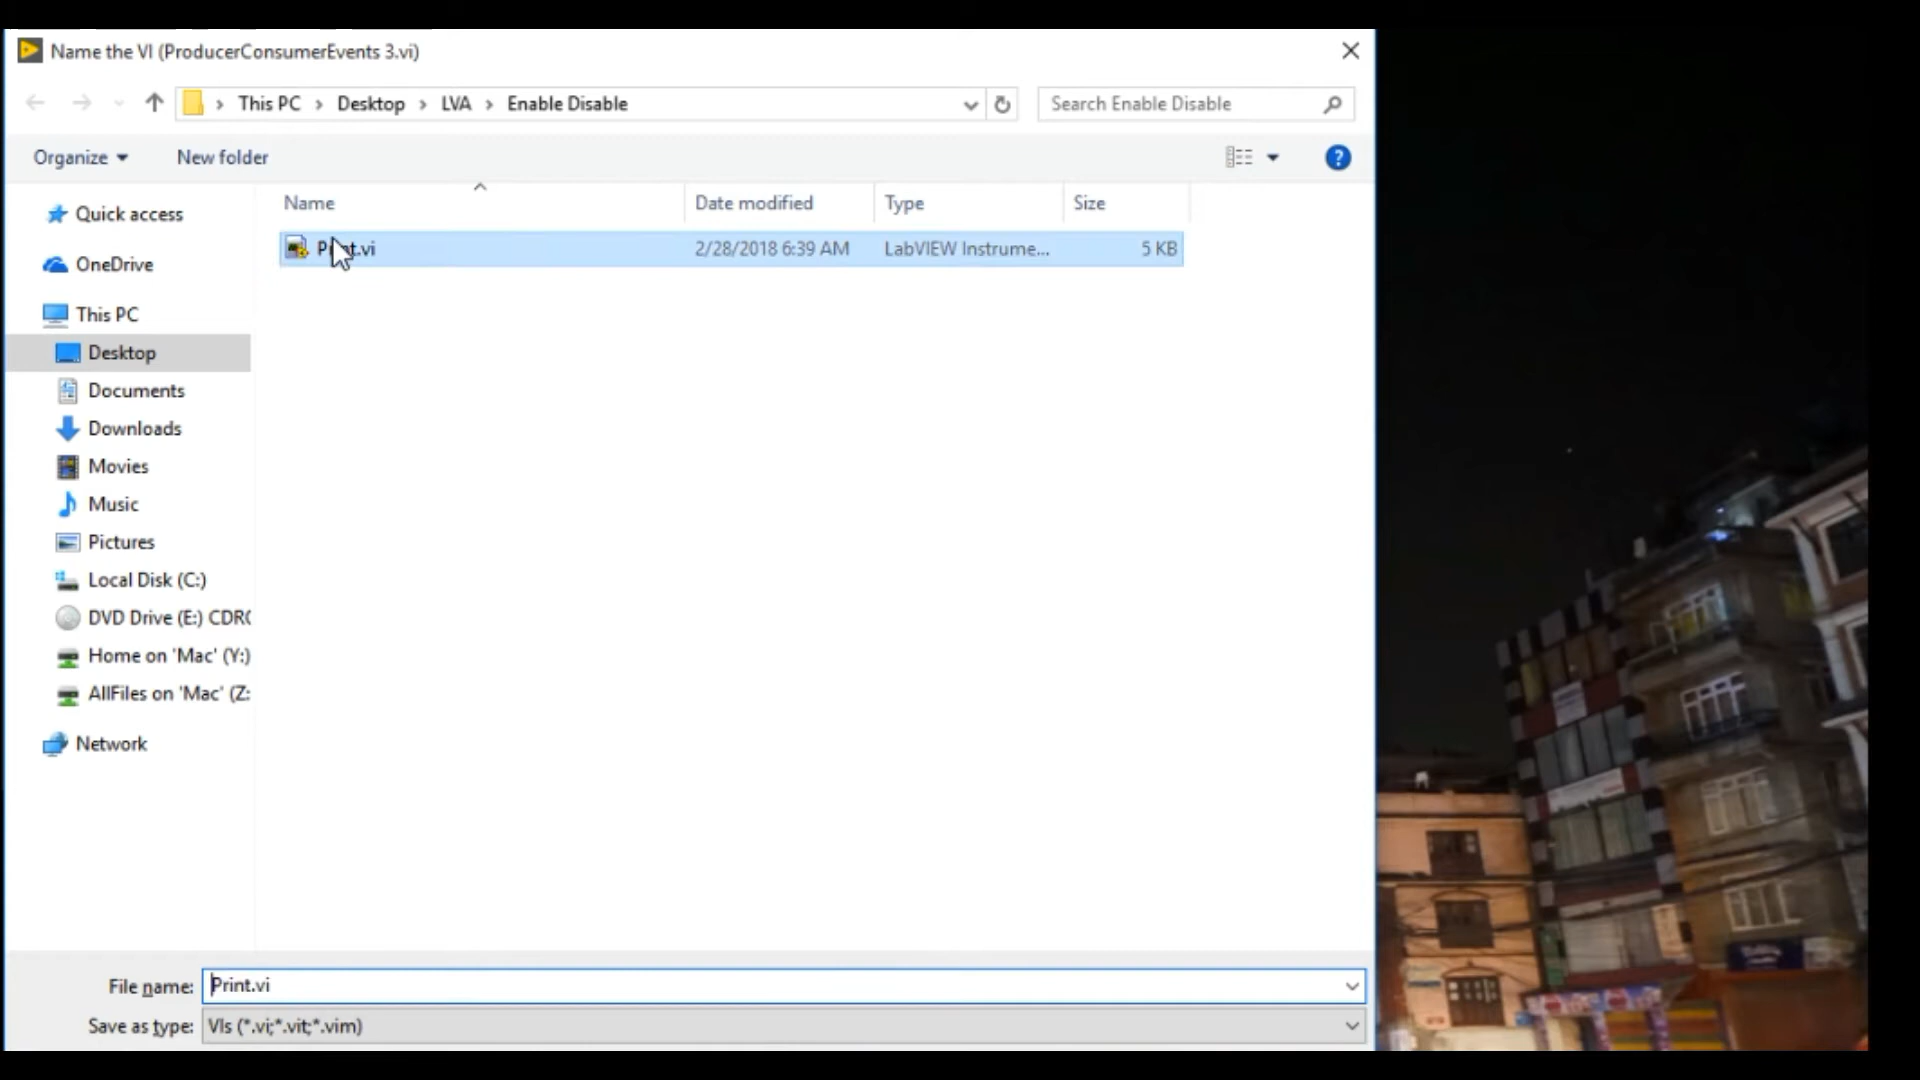 Name the VI (ProducerConsumerEvents 3.vi)
This PC > Desktop > LVA > Enable Disable
Search Enable Disable
Organize
New folder
Name
Date modified
Type
Size
Print.vi
2/28/2018 6:39 AM
LabVIEW Instrume...
5 KB
Quick access
OneDrive
This PC
Desktop
Documents
Downloads
Movies
Music
Pictures
Local Disk (C:)
DVD Drive (E:) CDRO
Home on 'Mac' (Y:)
AllFiles on 'Mac' (Z:
Network
File name: Print.vi
Save as type: VIs (*.vi;*.vit;*.vim)